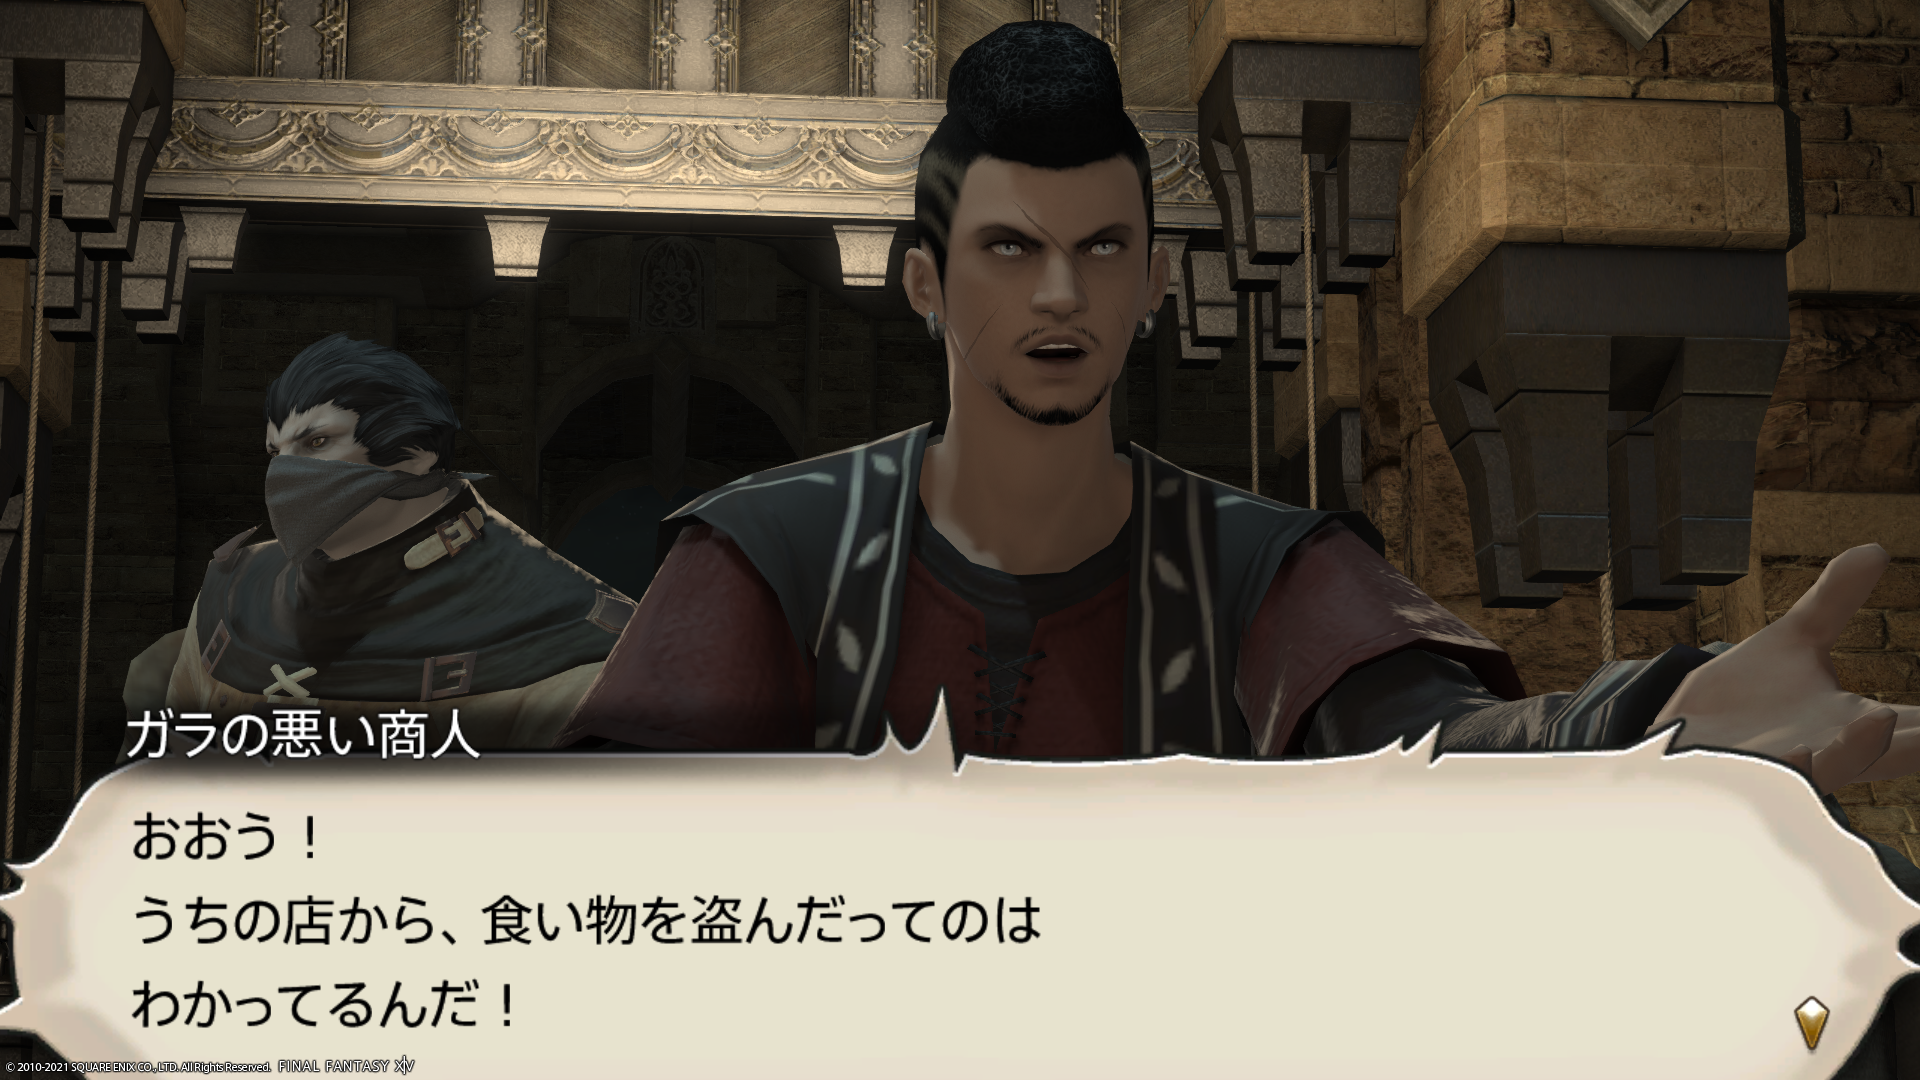 ガラの悪い商人
おおう！
うちの店から、食い物を盗んだってのは
わかってるんだ！
© 2010-2021 SQUARE ENIX CO., LTD. All Rights Reserved. FINAL FANTASY XIV